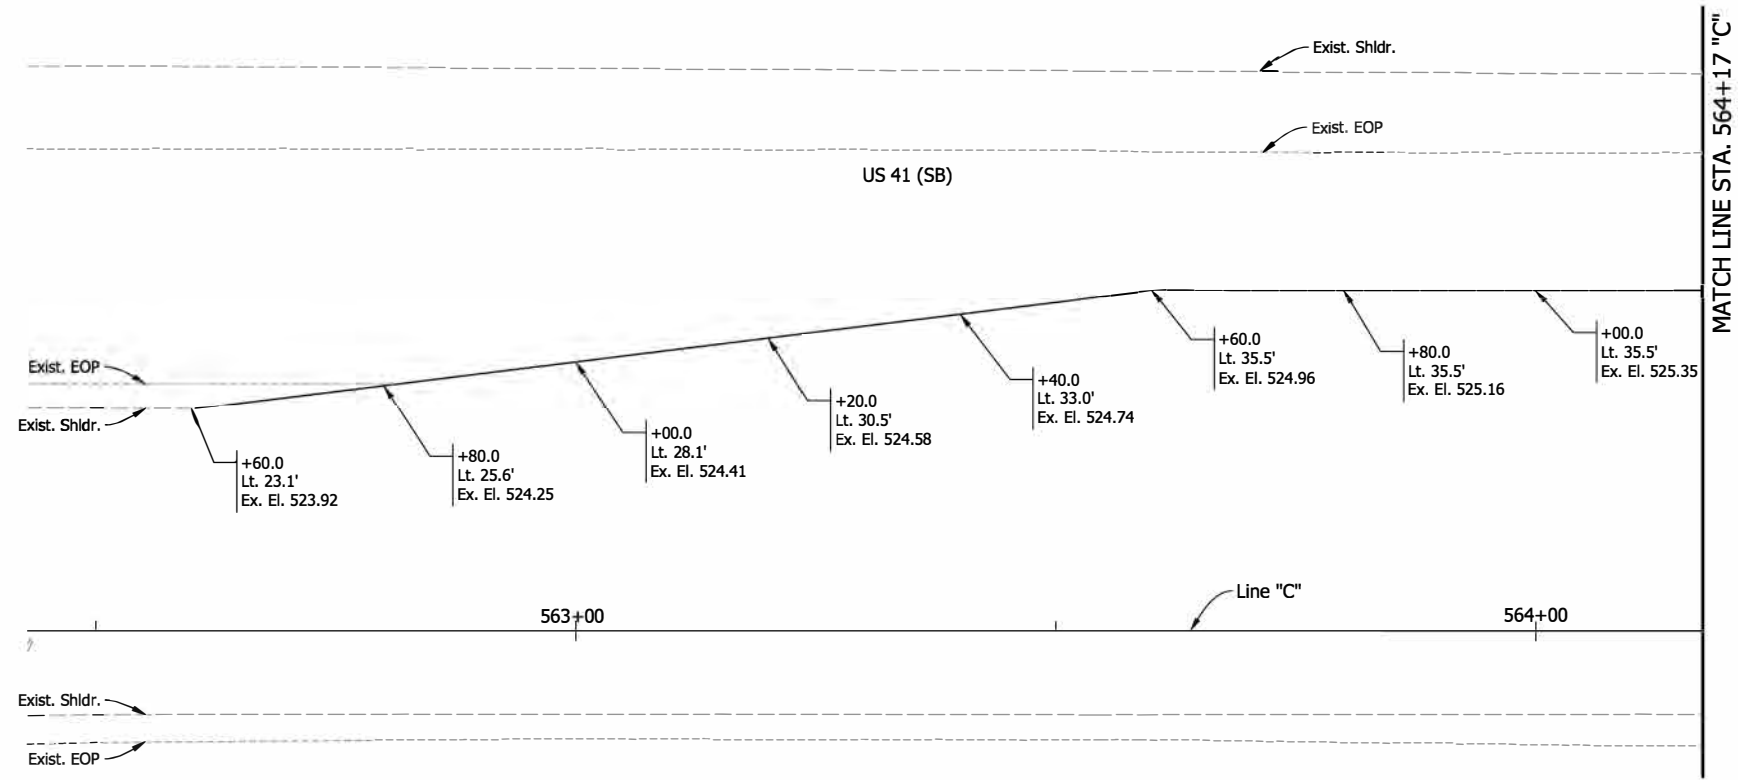 Exist. Shldr.
Exist. EOP
US 41 (SB)
MATCH LINE STA. 564+17 "C"
Exist. EOP
Exist. Shldr.
+60.0
Lt. 23.1'
Ex. El. 523.92
+80.0
Lt. 25.6'
Ex. El. 524.25
+00.0
Lt. 28.1'
Ex. El. 524.41
+20.0
Lt. 30.5'
Ex. El. 524.58
+40.0
Lt. 33.0'
Ex. El. 524.74
+60.0
Lt. 35.5'
Ex. El. 524.96
+80.0
Lt. 35.5'
Ex. El. 525.16
+00.0
Lt. 35.5'
Ex. El. 525.35
Line "C"
563+00
564+00
Exist. Shldr.
Exist. EOP